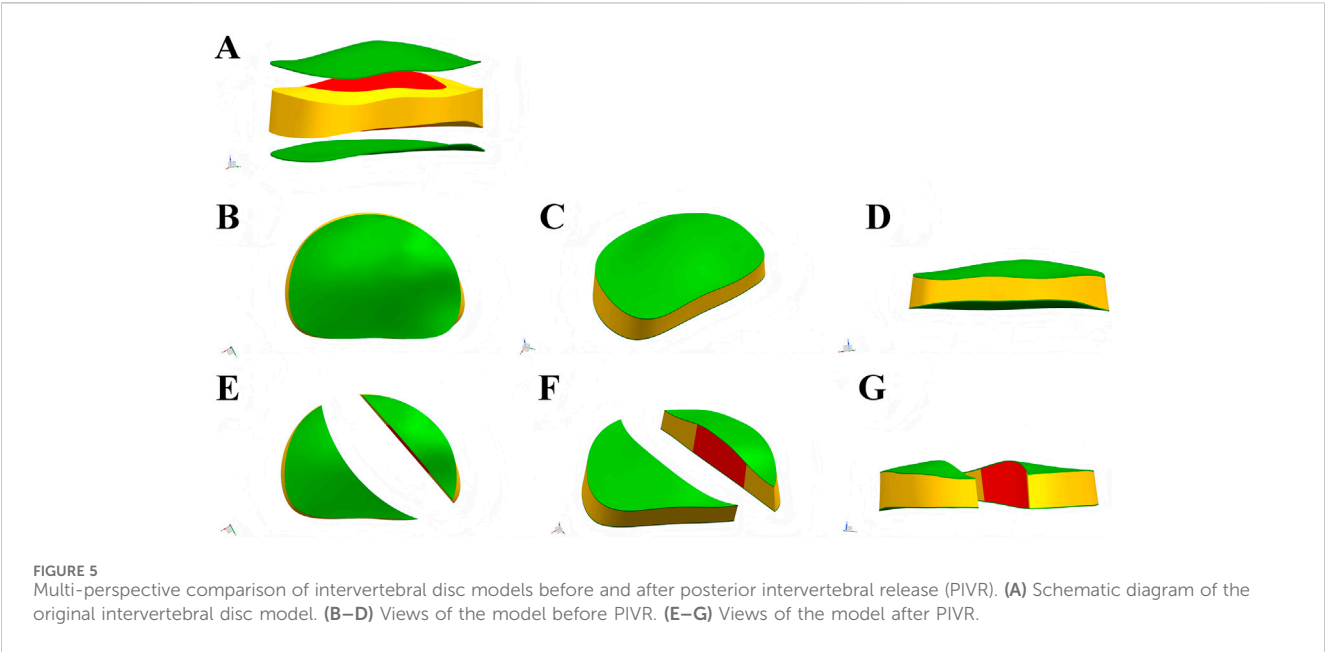 A
B
C
D
E
F
G
FIGURE 5
Multi-perspective comparison of intervertebral disc models before and after posterior intervertebral release (PIVR). (A) Schematic diagram of the
original intervertebral disc model. (B–D) Views of the model before PIVR. (E–G) Views of the model after PIVR.